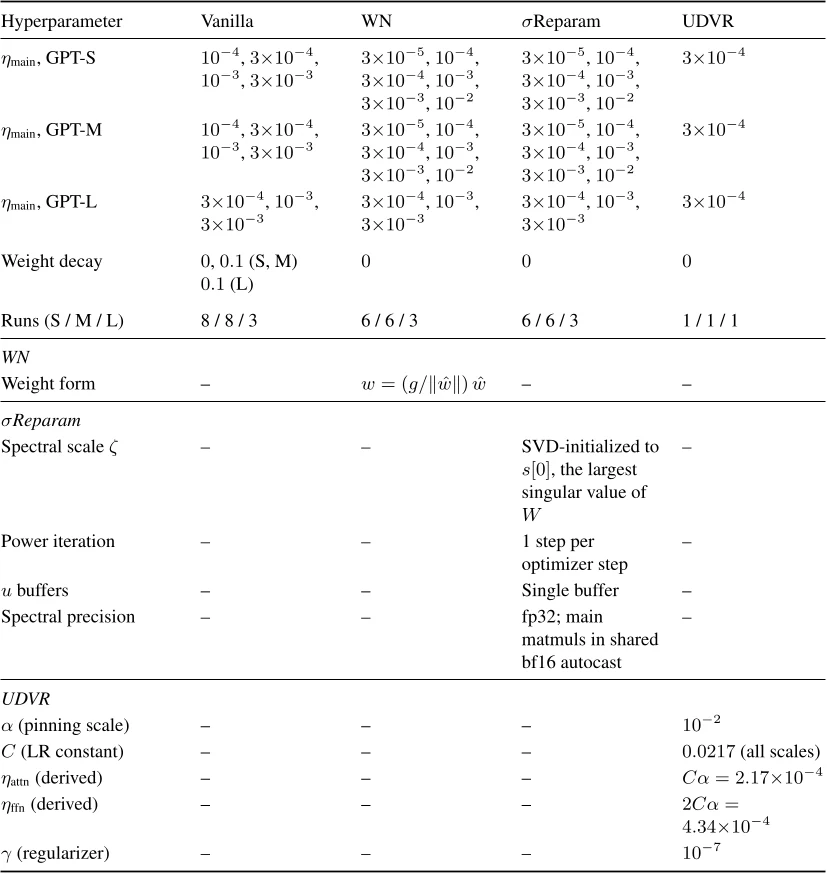 Hyperparameter Vanilla WN σReparam UDVR
η_main, GPT-S 10^−4, 3×10^−4, 3×10^−5, 10^−4, 3×10^−5, 10^−4, 3×10^−4
10^−3, 3×10^−3 3×10^−4, 10^−3, 3×10^−4, 10^−3,
3×10^−3, 10^−2 3×10^−3, 10^−2
η_main, GPT-M 10^−4, 3×10^−4, 3×10^−5, 10^−4, 3×10^−5, 10^−4, 3×10^−4
10^−3, 3×10^−3 3×10^−4, 10^−3, 3×10^−4, 10^−3,
3×10^−3, 10^−2 3×10^−3, 10^−2
η_main, GPT-L 3×10^−4, 10^−3, 3×10^−4, 10^−3, 3×10^−4, 10^−3, 3×10^−4
3×10^−3 3×10^−3 3×10^−3
Weight decay 0, 0.1 (S, M) 0 0 0
0.1 (L)
Runs (S / M / L) 8 / 8 / 3 6 / 6 / 3 6 / 6 / 3 1 / 1 / 1
WN
Weight form – w = (g/‖ŵ‖) ŵ – –
σReparam
Spectral scale ζ – – SVD-initialized to –
s[0], the largest
singular value of
W
Power iteration – – 1 step per –
optimizer step
u buffers – – Single buffer –
Spectral precision – – fp32; main –
matmuls in shared
bf16 autocast
UDVR
α (pinning scale) – – – 10^−2
C (LR constant) – – – 0.0217 (all scales)
η_attn (derived) – – – Cα = 2.17×10^−4
η_ffn (derived) – – – 2Cα =
4.34×10^−4
γ (regularizer) – – – 10^−7